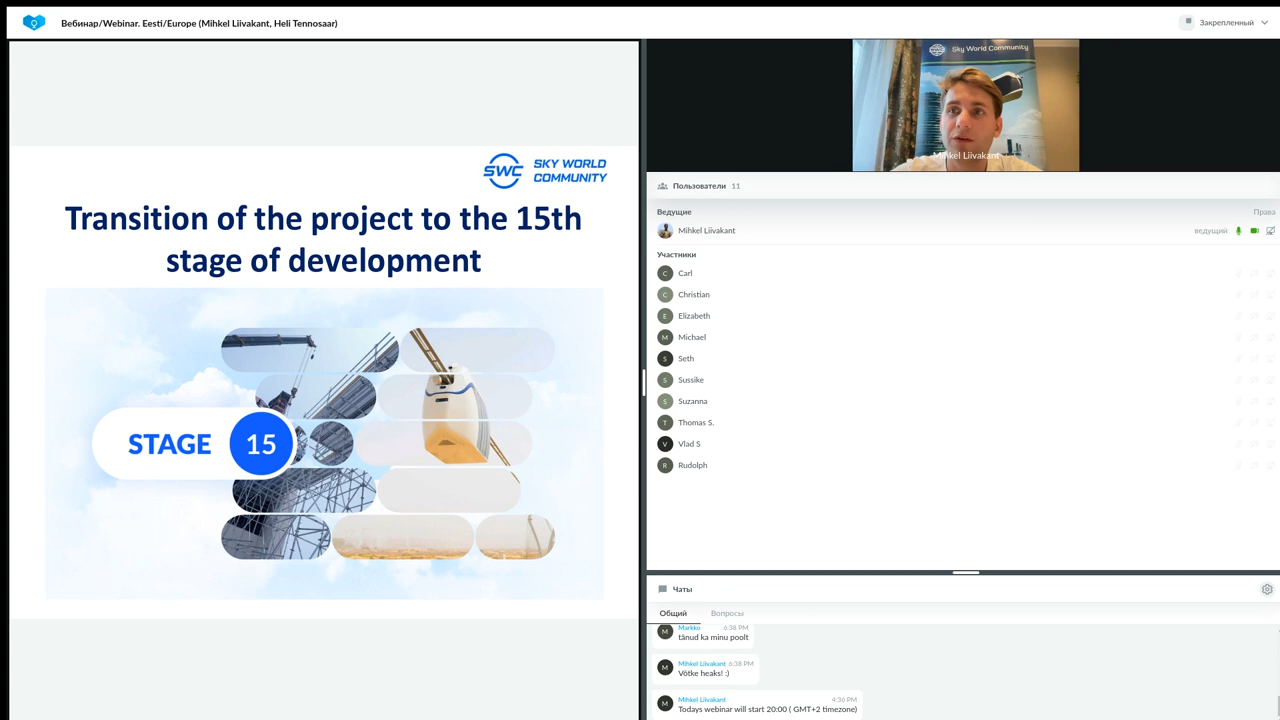 Вебинар/Webinar. Eesti/Europe (Mihkel Liivakant, Heli Tennosaar)
Закрепленный
SWC SKY WORLD
COMMUNITY
Transition of the project to the 15th
stage of development
STAGE 15
Sky World Community
Mihkel Liivakant
Пользователи 11
Ведущие Права
Mihkel Liivakant ведущий
Участники
C Carl
C Christian
E Elizabeth
M Michael
S Seth
S Sussike
S Suzanna
T Thomas S.
V Vlad S
R Rudolph
Чаты
Общий Вопросы
M Markko 6:38 PM
tänud ka minu poolt
M Mihkel Liivakant 6:38 PM
Võtke heaks! :)
M Mihkel Liivakant 4:36 PM
Todays webinar will start 20:00 ( GMT+2 timezone)